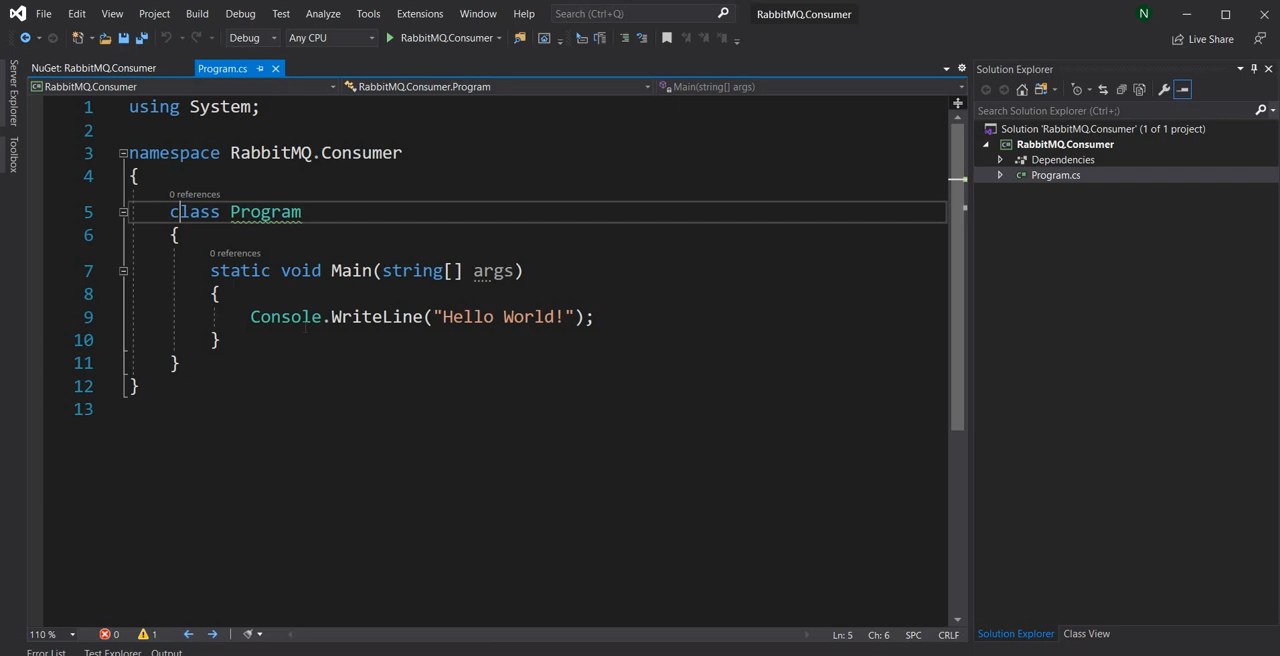 File Edit View Project Build Debug Test Analyze Tools Extensions Window Help Search (Ctrl+Q) RabbitMQ.Consumer N
Debug Any CPU RabbitMQ.Consumer Live Share
NuGet: RabbitMQ.Consumer Program.cs
RabbitMQ.Consumer RabbitMQ.Consumer.Program Main(string[] args)
Server Explorer
Toolbox
1 using System;
2
3 namespace RabbitMQ.Consumer
4 {
0 references
5 class Program
6 {
0 references
7 static void Main(string[] args)
8 {
9 Console.WriteLine("Hello World!");
10 }
11 }
12 }
13
110 % 0 1 Ln: 5 Ch: 6 SPC CRLF
Error List Test Explorer Output
Solution Explorer
Search Solution Explorer (Ctrl+;)
Solution 'RabbitMQ.Consumer' (1 of 1 project)
RabbitMQ.Consumer
Dependencies
Program.cs
Solution Explorer Class View